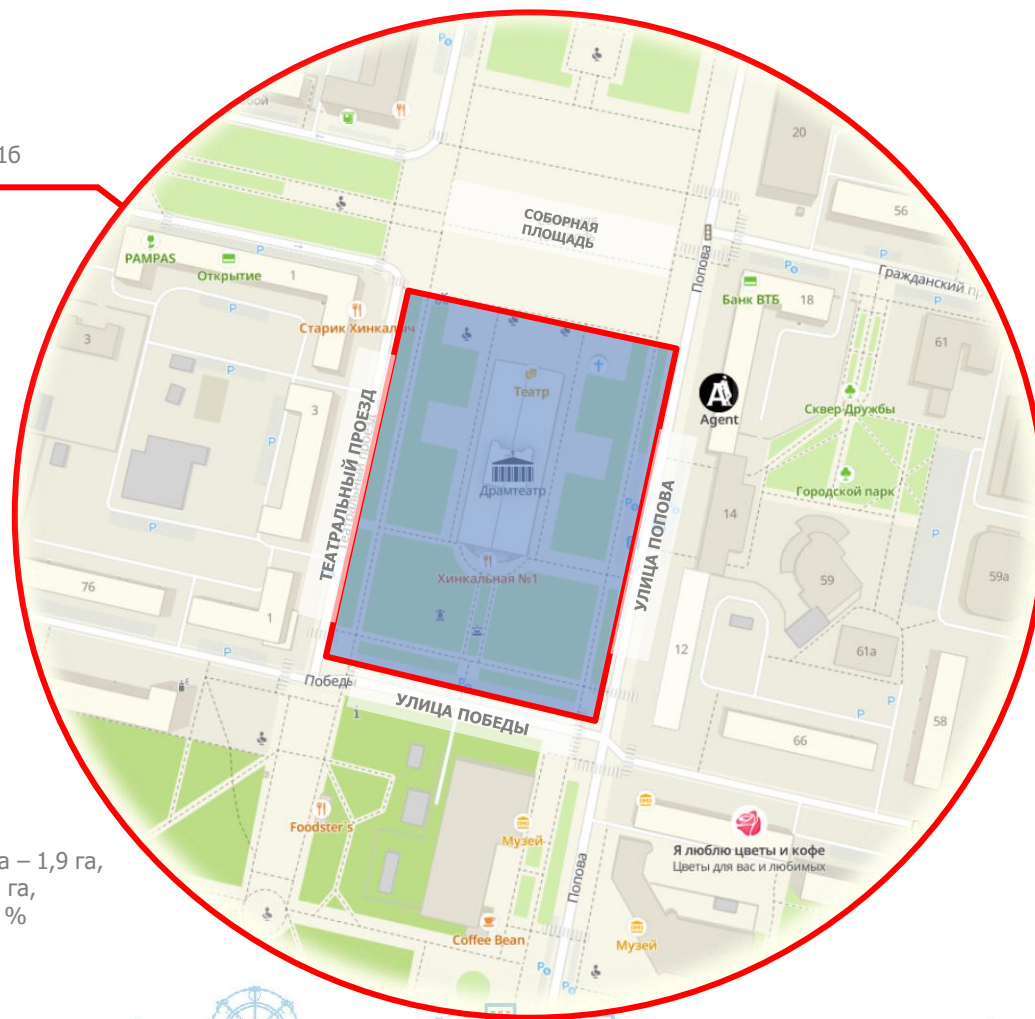 1б
СОБОРНАЯ
ПЛОЩАДЬ
20
56
Гражданский
Попова
PAMPAS
P
Открытие
1
P
Старик Хинкалыч
Банк ВТБ
18
P
P
61
3
P
Театр
Agent
Сквер Дружбы
3
P
ТЕАТРАЛЬНЫЙ ПРОЕЗД
Драмтеатр
УЛИЦА ПОПОВА
Городской парк
14
P
P
Хинкальная №1
59
59а
76
1
12
61а
P
P
Победы
УЛИЦА ПОБЕДЫ
66
P
58
Foodster's
Музей
Я люблю цветы и кофе
Цветы для вас и любимых
а – 1,9 га,
га,
%
Попова
Coffee Bean
Музей